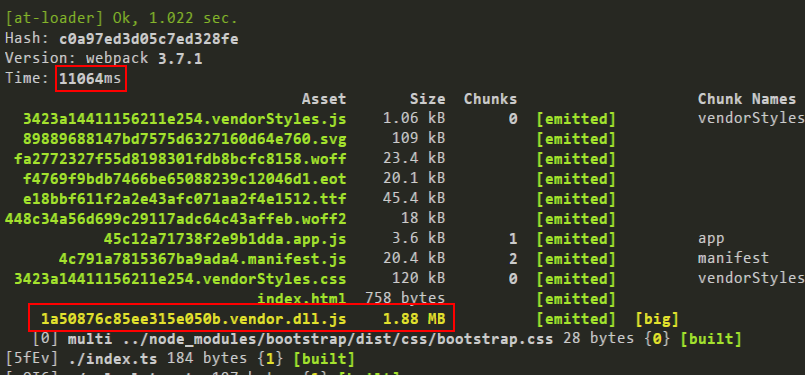 [at-loader] Ok, 1.022 sec.
Hash: c0a97ed3d05c7ed328fe
Version: webpack 3.7.1
Time: 11064ms
Asset Size Chunks Chunk Names
3423a14411156211e254.vendorStyles.js 1.06 kB 0 [emitted] vendorStyles
89889688147bd7575d6327160d64e760.svg 109 kB [emitted]
fa2772327f55d8198301fdb8bcfc8158.woff 23.4 kB [emitted]
f4769f9bdb7466be65088239c12046d1.eot 20.1 kB [emitted]
e18bbf611f2a2e43afc071aa2f4e1512.ttf 45.4 kB [emitted]
448c34a56d699c29117adc64c43affeb.woff2 18 kB [emitted]
45c12a71738f2e9b1dda.app.js 3.6 kB 1 [emitted] app
4c791a7815367ba9ada4.manifest.js 20.4 kB 2 [emitted] manifest
3423a14411156211e254.vendorStyles.css 120 kB 0 [emitted] vendorStyles
index.html 758 bytes [emitted]
1a50876c85ee315e050b.vendor.dll.js 1.88 MB [emitted] [big]
[0] multi ../node_modules/bootstrap/dist/css/bootstrap.css 28 bytes {0} [built]
[5fEv] ./index.ts 184 bytes {1} [built]